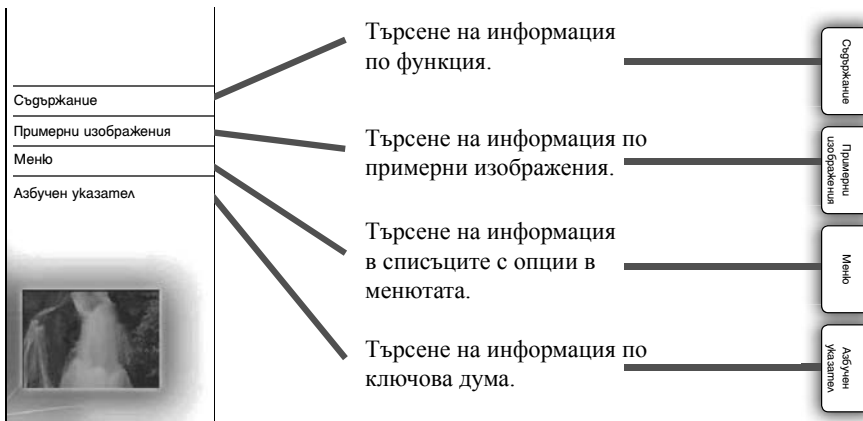 Съдържание
Примерни изображения
Меню
Азбучен указател
Търсене на информация
по функция.
Търсене на информация по
примерни изображения.
Търсене на информация
в списъците с опции в
менютата.
Търсене на информация по
ключова дума.
Съдържание
Примерни
изображения
Меню
Азбучен
указател